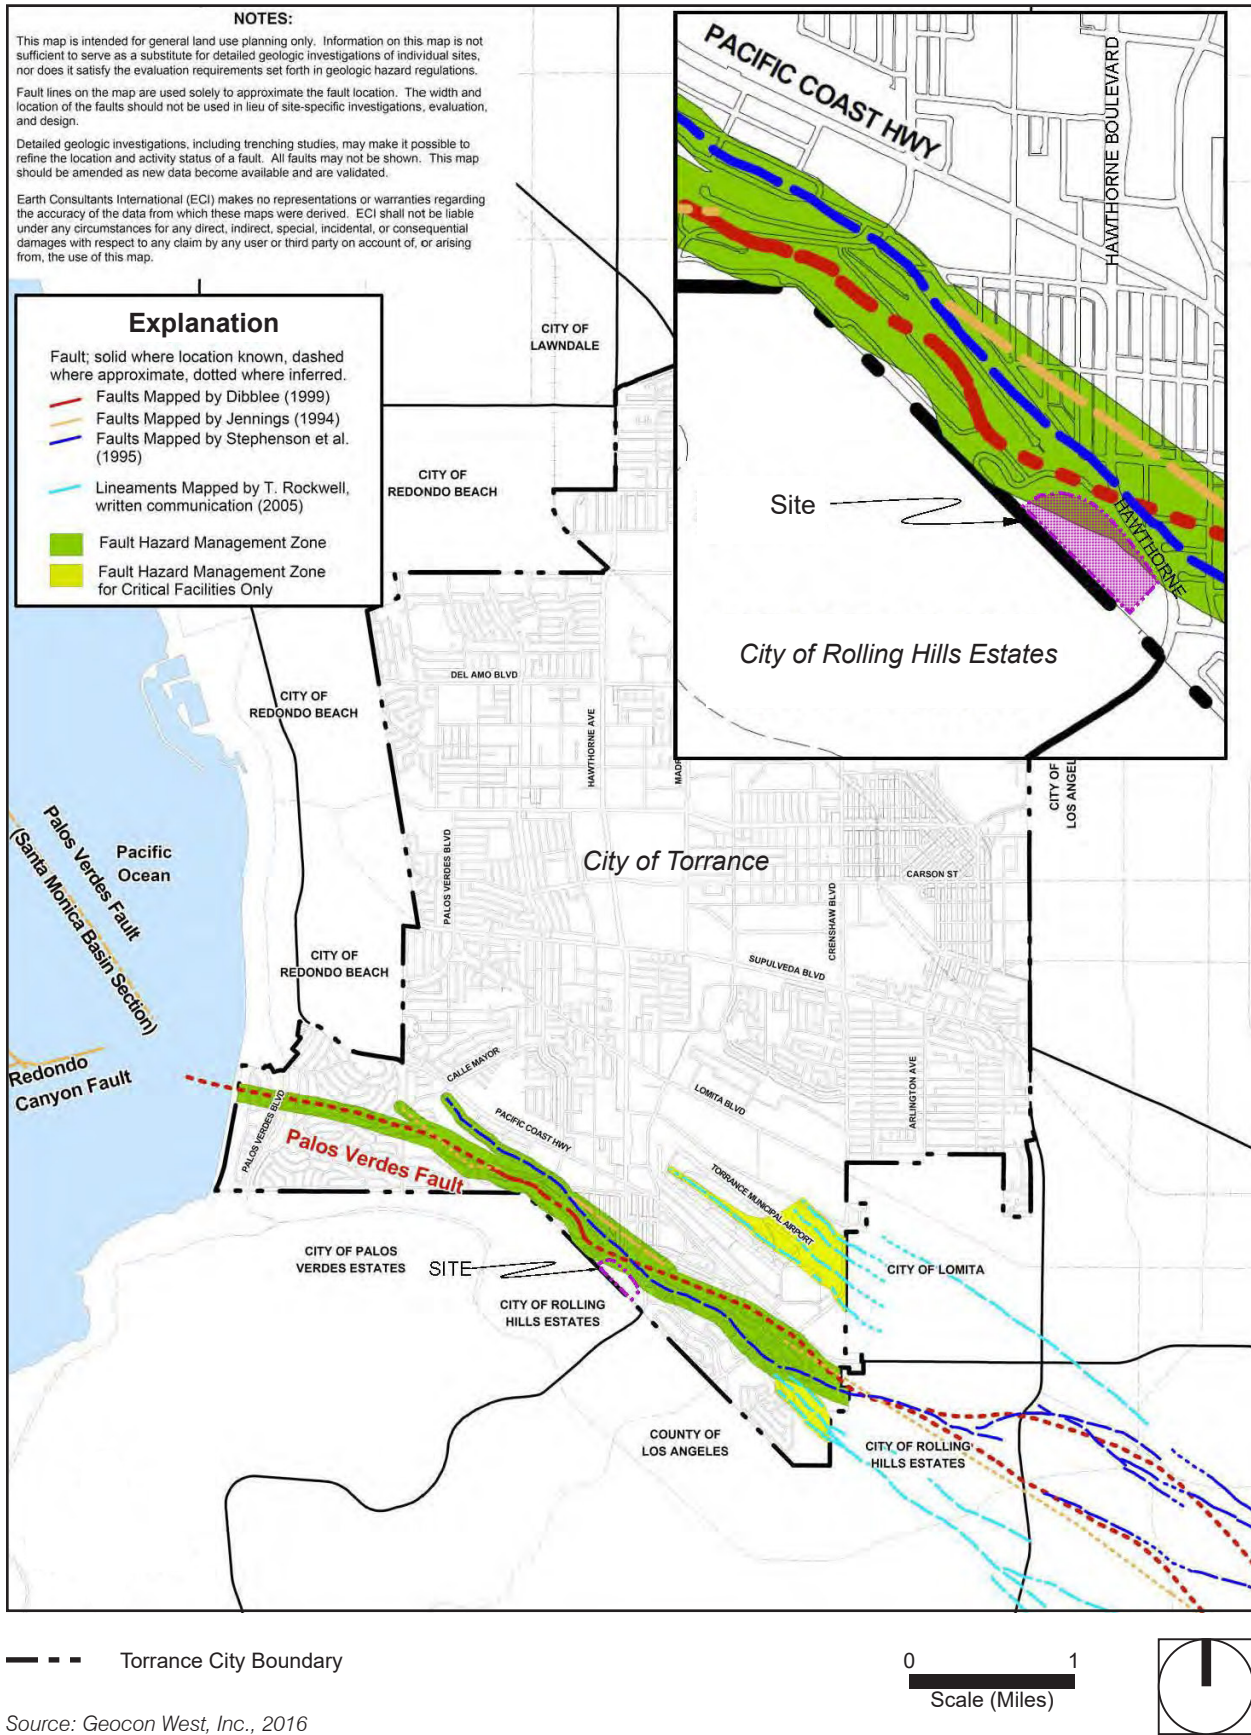 NOTES:
This map is intended for general land use planning only. Information on this map is not
sufficient to serve as a substitute for detailed geologic investigations of individual sites,
nor does it satisfy the evaluation requirements set forth in geologic hazard regulations.
Fault lines on the map are used solely to approximate the fault location. The width and
location of the faults should not be used in lieu of site-specific investigations, evaluation,
and design.
Detailed geologic investigations, including trenching studies, may make it possible to
refine the location and activity status of a fault. All faults may not be shown. This map
should be amended as new data become available and are validated.
Earth Consultants International (ECI) makes no representations or warranties regarding
the accuracy of the data from which these maps were derived. ECI shall not be liable
under any circumstances for any direct, indirect, special, incidental, or consequential
damages with respect to any claim by any user or third party on account of, or arising
from, the use of this map.
Explanation
Fault; solid where location known, dashed
where approximate, dotted where inferred.
Faults Mapped by Dibblee (1999)
Faults Mapped by Jennings (1994)
Faults Mapped by Stephenson et al.
(1995)
Lineaments Mapped by T. Rockwell,
written communication (2005)
Fault Hazard Management Zone
Fault Hazard Management Zone
for Critical Facilities Only
PACIFIC COAST HWY
HAWTHORNE BOULEVARD
Site
HAWTHORNE
City of Rolling Hills Estates
CITY OF
LAWNDALE
CITY OF
REDONDO BEACH
DEL AMO BLVD
CITY OF
REDONDO BEACH
HAWTHORNE AVE
MADR
CITY OF
LOS ANGEL
Palos Verdes Fault
(Santa Monica Basin Section)
Pacific
Ocean
PALOS VERDES BLVD
City of Torrance
CARSON ST
CRENSHAW BLVD
CITY OF
REDONDO BEACH
SUPULVEDA BLVD
Redondo
Canyon Fault
CALLE MAYOR
LOMITA BLVD
ARLINGTON AVE
PALOS VERDES BLVD
PACIFIC COAST HWY
Palos Verdes Fault
TORRANCE MUNICIPAL AIRPORT
CITY OF PALOS
VERDES ESTATES
SITE
CITY OF LOMITA
CITY OF ROLLING
HILLS ESTATES
COUNTY OF
LOS ANGELES
CITY OF ROLLING
HILLS ESTATES
Torrance City Boundary
0 1
Scale (Miles)
Source: Geocon West, Inc., 2016